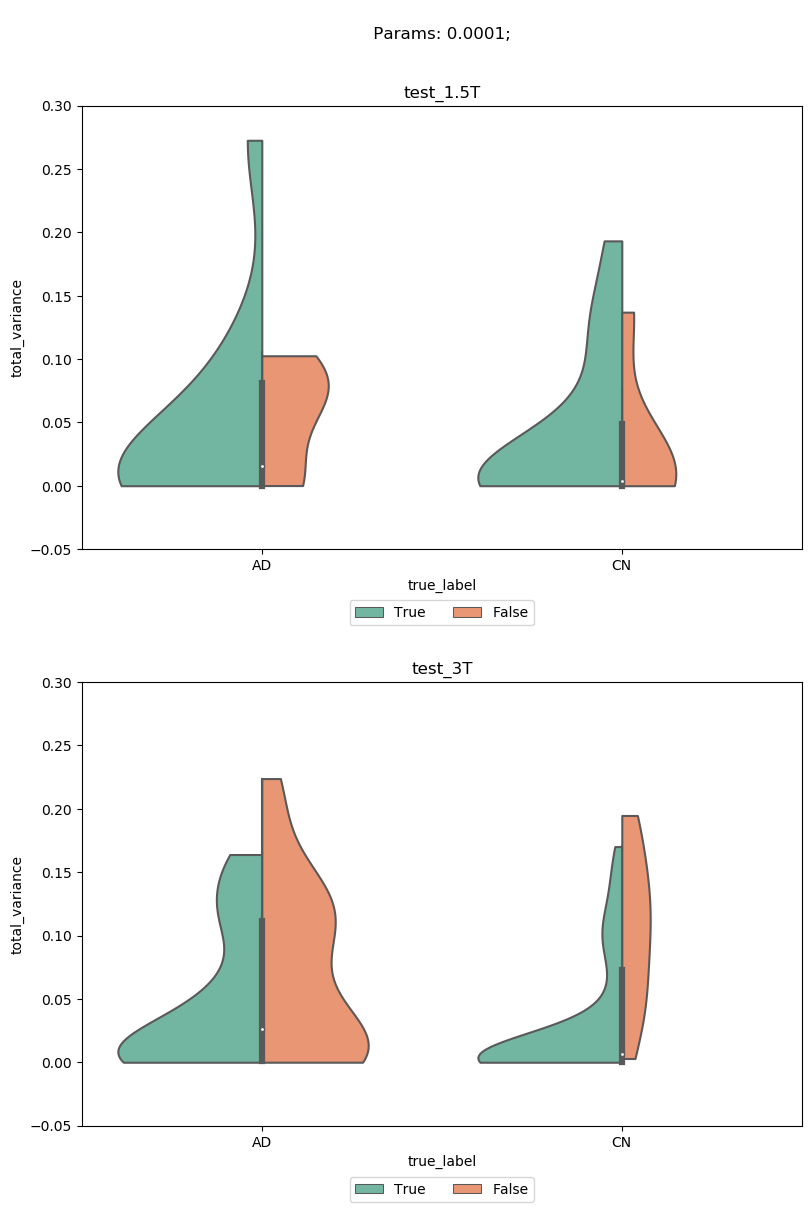 Params: 0.0001;
test_1.5T
0.30
0.25
0.20
0.15
0.10
0.05
0.00
−0.05
total_variance
AD CN
true_label
True False
test_3T
0.30
0.25
0.20
0.15
0.10
0.05
0.00
−0.05
total_variance
AD CN
true_label
True False